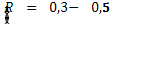 R = 0,3− 0,5